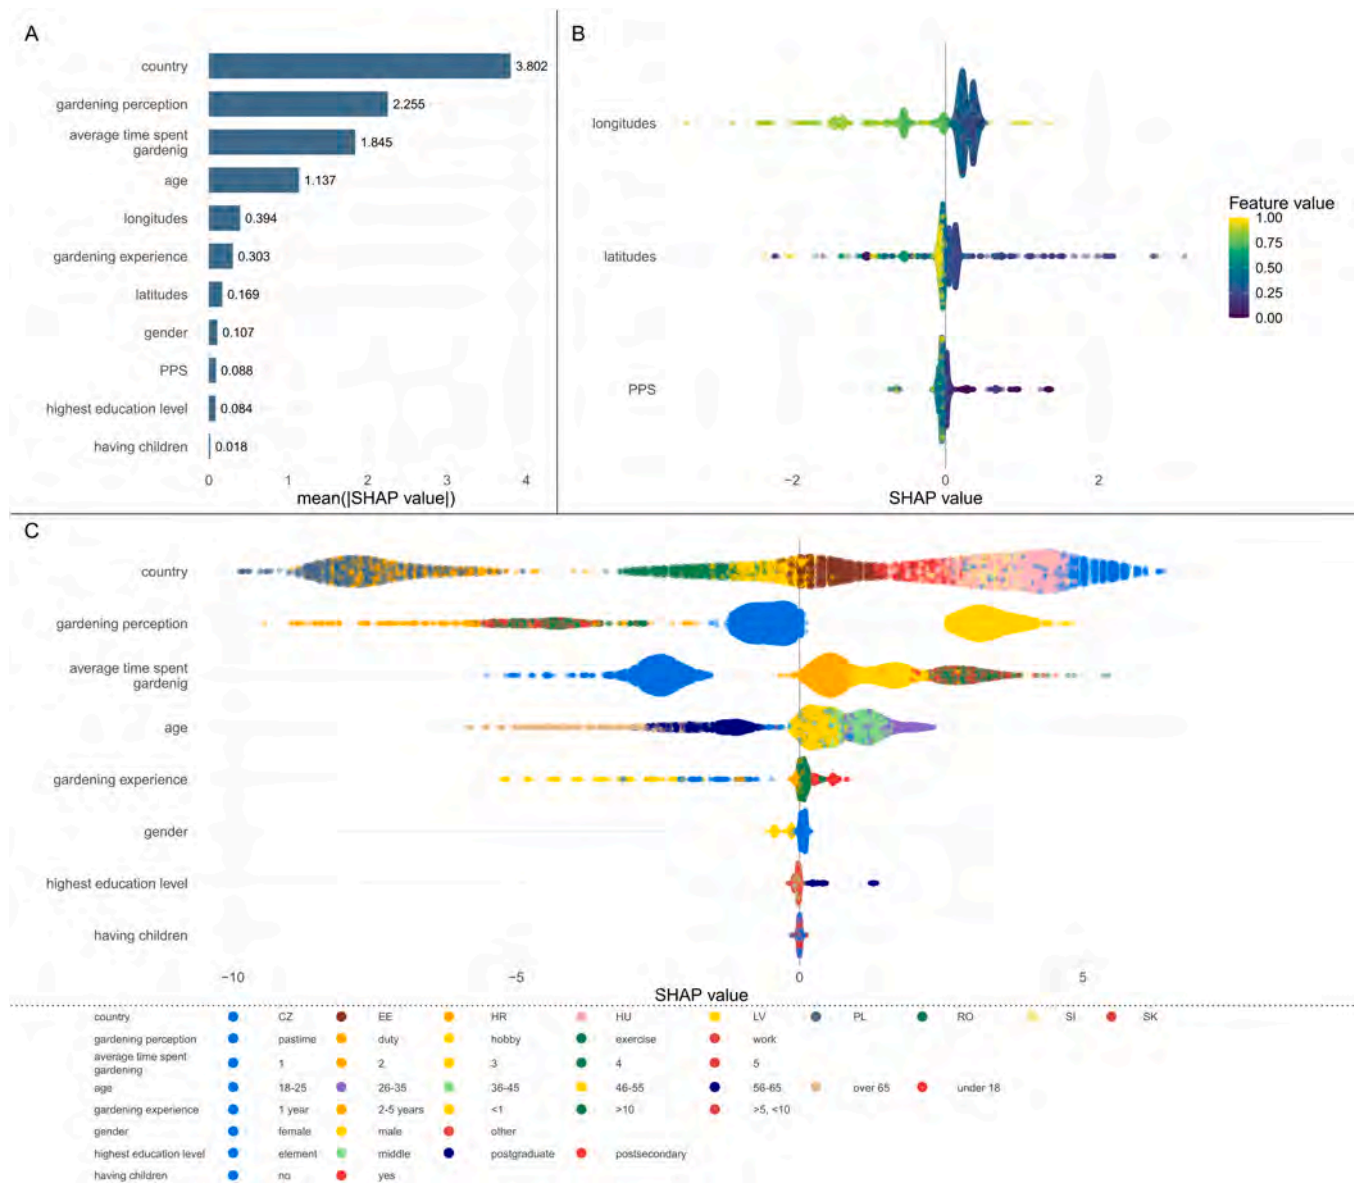 A
country
3.802
gardening perception
2.255
average time spent
gardenig
1.845
age
1.137
longitudes
0.394
gardening experience
0.303
latitudes
0.169
gender
0.107
PPS
0.088
highest education level
0.084
having children
0.018
0 1 2 3 4
mean(|SHAP value|)
B
longitudes
latitudes
PPS
−2 0 2
SHAP value
Feature value
1.00
0.75
0.50
0.25
0.00
C
country
gardening perception
average time spent
gardenig
age
gardening experience
gender
highest education level
having children
−10 −5 0 5
SHAP value
country CZ EE HR HU LV PL RO SI SK
gardening perception pastime duty hobby exercise work
average time spent
gardening 1 2 3 4 5
age 18-25 26-35 36-45 46-55 56-65 over 65 under 18
gardening experience 1 year 2-5 years <1 >10 >5, <10
gender female male other
highest education level element middle postgraduate postsecondary
having children no yes